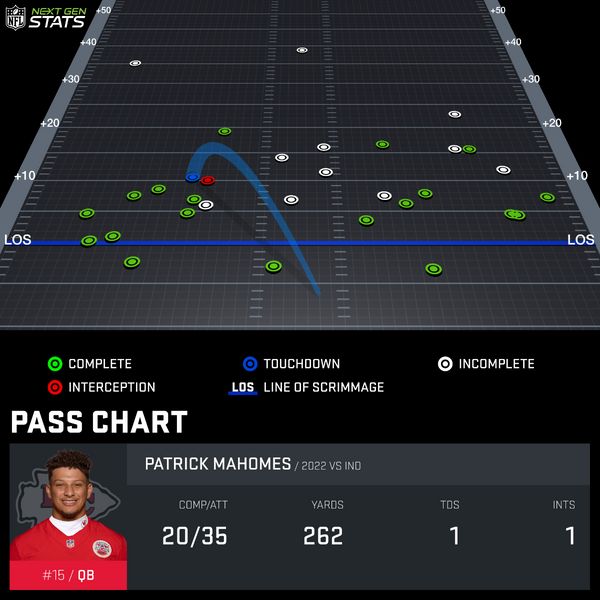 NFL NEXT GEN STATS
+50 +50
+30 +30
+20 +20
+10 +10
LOS LOS
COMPLETE TOUCHDOWN INCOMPLETE
INTERCEPTION LOS LINE OF SCRIMMAGE
PASS CHART
PATRICK MAHOMES / 2022 VS IND
COMP/ATT YARDS TDS INTS
20/35 262 1 1
#15 / QB